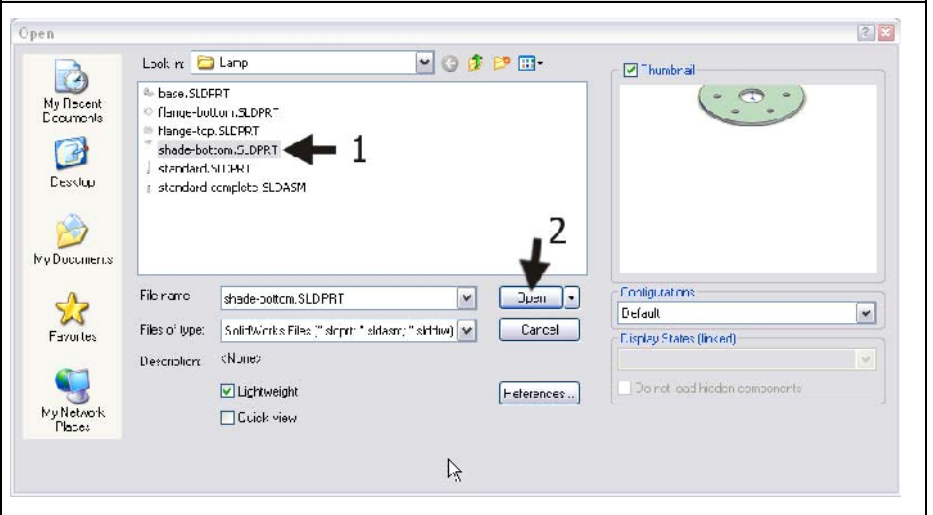 Open
Look in: Lamp
My Recent Documents
Desktop
My Documents
Favorites
My Network Places
base.SLDPRT
flange-bottom.SLDPRT
flange-top.SLDPRT
shade-bottom.SLDPRT
standard.SLDPRT
standard complete.SLDASM
1
2
File name: shade-bottom.SLDPRT
Open
Files of type: SolidWorks Files (*.sldprt; *.sldasm; *.slddrw)
Cancel
Description: <None>
Lightweight
References...
Quick view
Thumbnail
Configurations
Default
Display States (linked)
Do not load hidden components